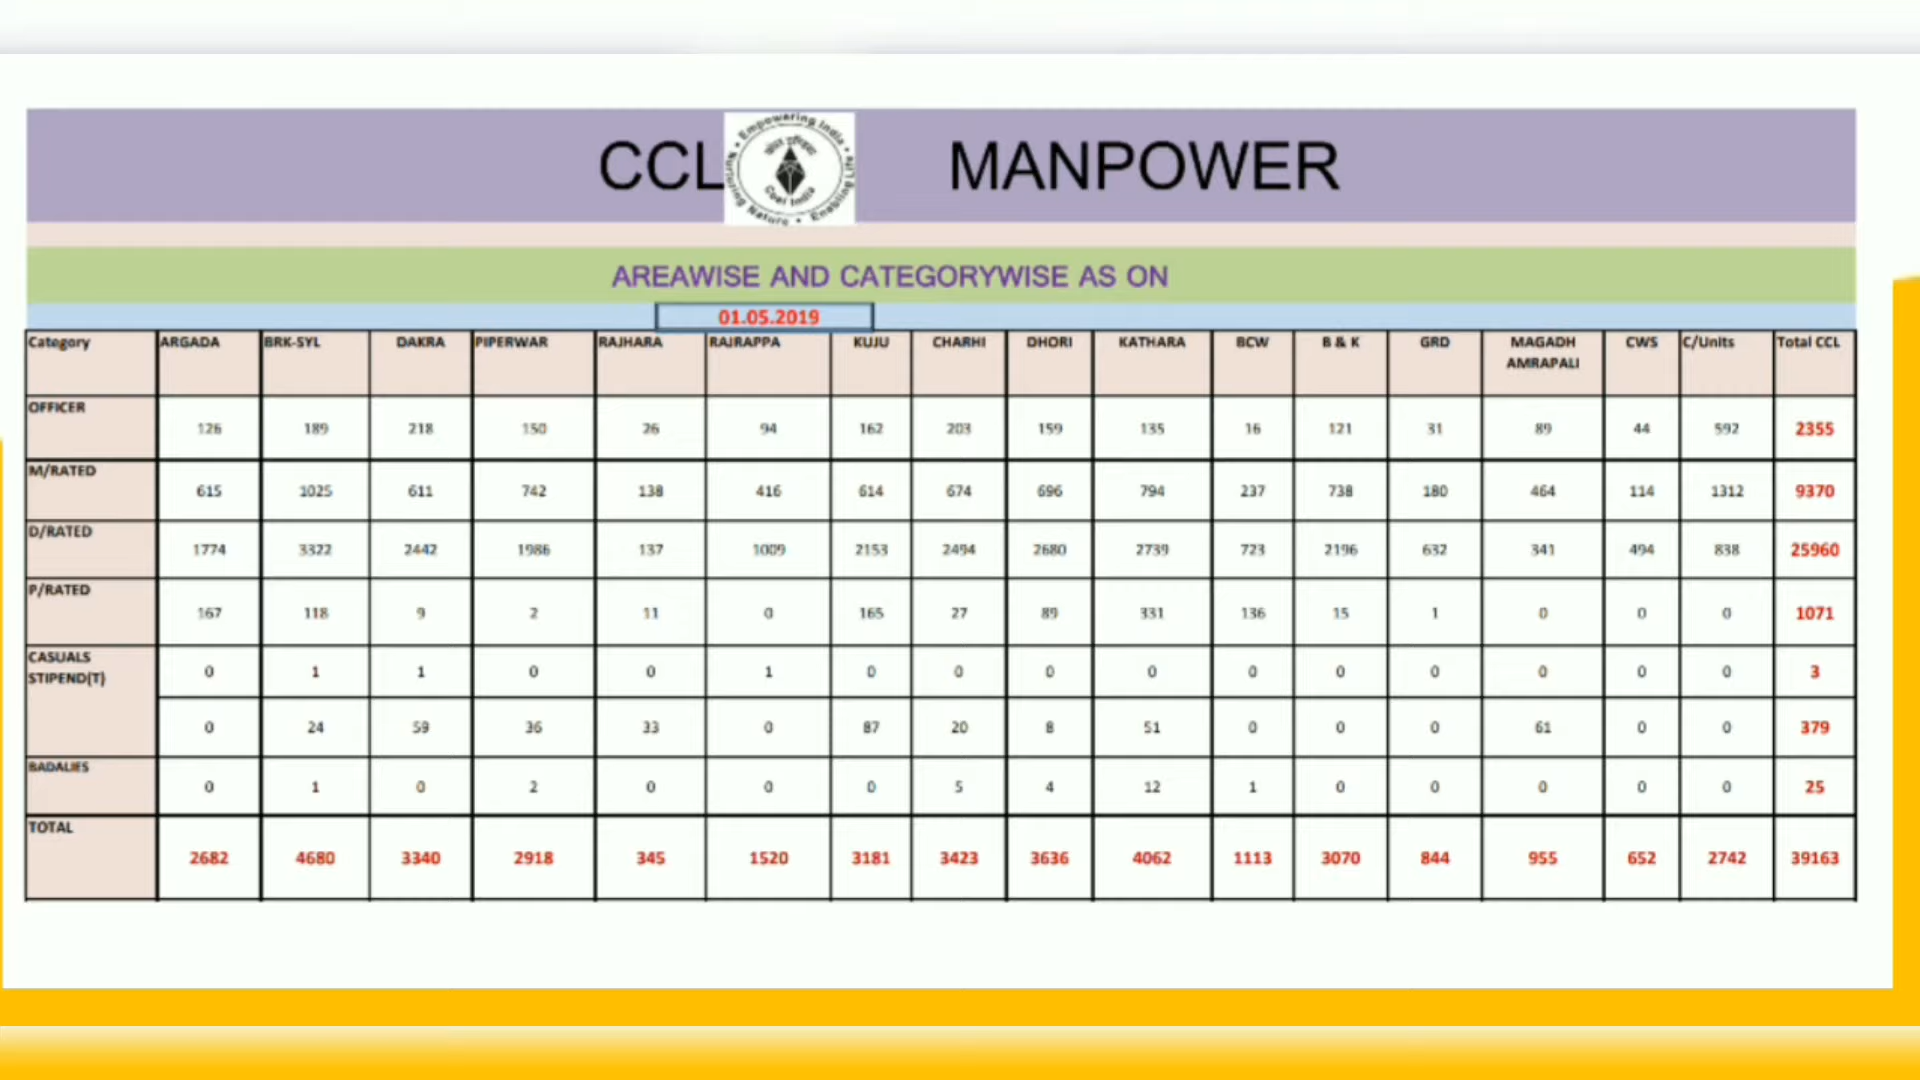 CCL MANPOWER
Empowering India • Enabling Life • Nurturing Nature •
Coal India
AREAWISE AND CATEGORYWISE AS ON
01.05.2019
Category ARGADA BRK-SYL DAKRA PIPERWAR RAJHARA RAJRAPPA KUJU CHARHI DHORI KATHARA BCW B & K GRD MAGADH AMRAPALI CWS C/Units Total CCL
OFFICER 126 189 218 150 26 94 162 203 159 135 16 121 31 89 44 592 2355
M/RATED 615 1025 611 742 138 416 614 674 696 794 237 738 180 464 114 1312 9370
D/RATED 1774 3322 2442 1986 137 1009 2153 2494 2680 2739 723 2196 632 341 494 838 25960
P/RATED 167 118 9 2 11 0 165 27 89 331 136 15 1 0 0 0 1071
CASUALS 0 1 1 0 0 1 0 0 0 0 0 0 0 0 0 0 3
STIPEND(T) 0 24 59 36 33 0 87 20 8 51 0 0 0 61 0 0 379
BADALIES 0 1 0 2 0 0 0 5 4 12 1 0 0 0 0 0 25
TOTAL 2682 4680 3340 2918 345 1520 3181 3423 3636 4062 1113 3070 844 955 652 2742 39163